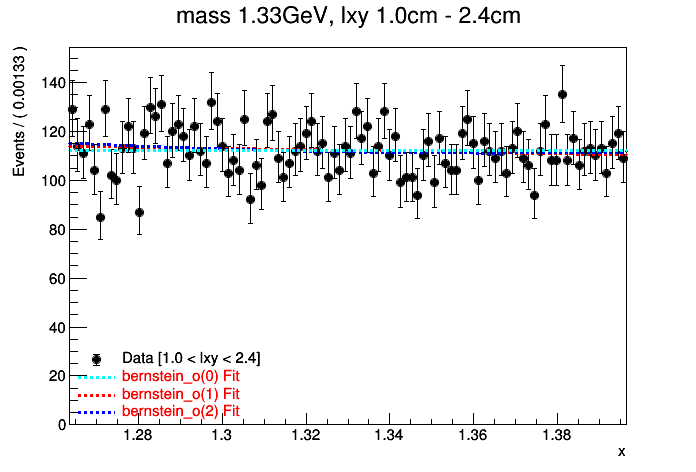 mass 1.33GeV, lxy 1.0cm - 2.4cm
Events / ( 0.00133 )
140
120
100
80
60
40
20
0
Data [1.0 < lxy < 2.4]
bernstein_o(0) Fit
bernstein_o(1) Fit
bernstein_o(2) Fit
1.28 1.3 1.32 1.34 1.36 1.38
x